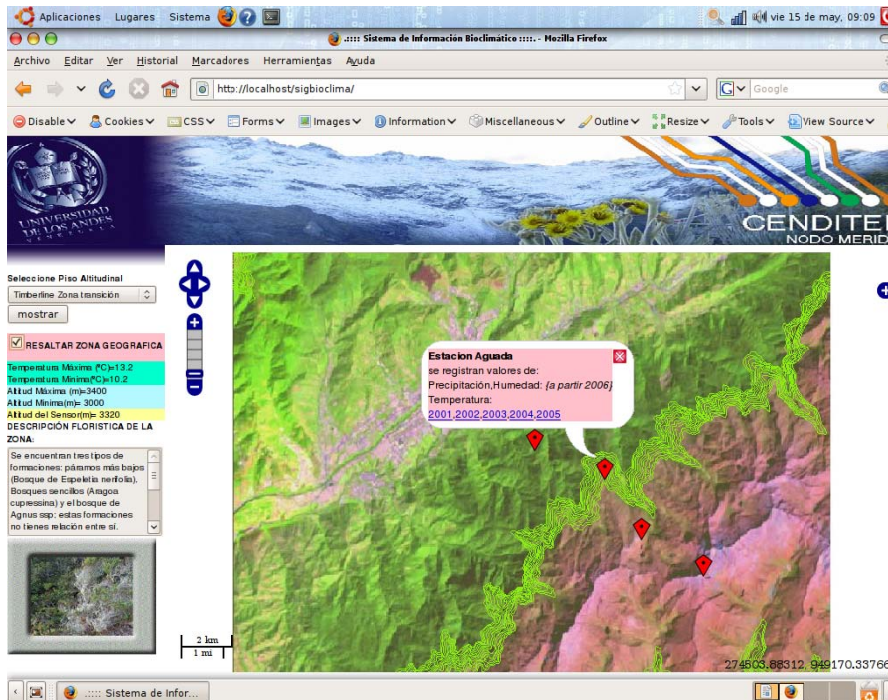 Aplicaciones Lugares Sistema vie 15 de may, 09:09
.:::: Sistema de Información Bioclimático ::::. - Mozilla Firefox
Archivo Editar Ver Historial Marcadores Herramientas Ayuda
http://localhost/sigbioclima/ Google
Disable Cookies CSS Forms Images Information Miscellaneous Outline Resize Tools View Source
UNIVERSIDAD
DE LOS ANDES
VENEZUELA
CENDITEL
NODO MERID
Seleccione Piso Altitudinal
Timberline Zona transición
mostrar
RESALTAR ZONA GEOGRAFICA
Temperatura Máxima (ºC)=13.2
Temperatura Minima(ºC)=10.2
Altitud Máxima (m)=3400
Altitud Minima(m)= 3000
Altitud del Sensor(m)= 3320
DESCRIPCIÓN FLORISTICA DE LA
ZONA:
Se encuentran tres tipos de
formaciones: páramos más bajos
(Bosque de Espeletia neriifolia),
Bosques sencillos (Aragoa
cupressina) y el bosque de
Agnus ssp; estas formaciones
no tienes relación entre sí.
Estacion Aguada
se registran valores de:
Precipitación,Humedad: {a partir 2006}
Temperatura:
2001,2002,2003,2004,2005
2 km
1 mi
274503.88312, 949170.33766
.:::: Sistema de Infor...